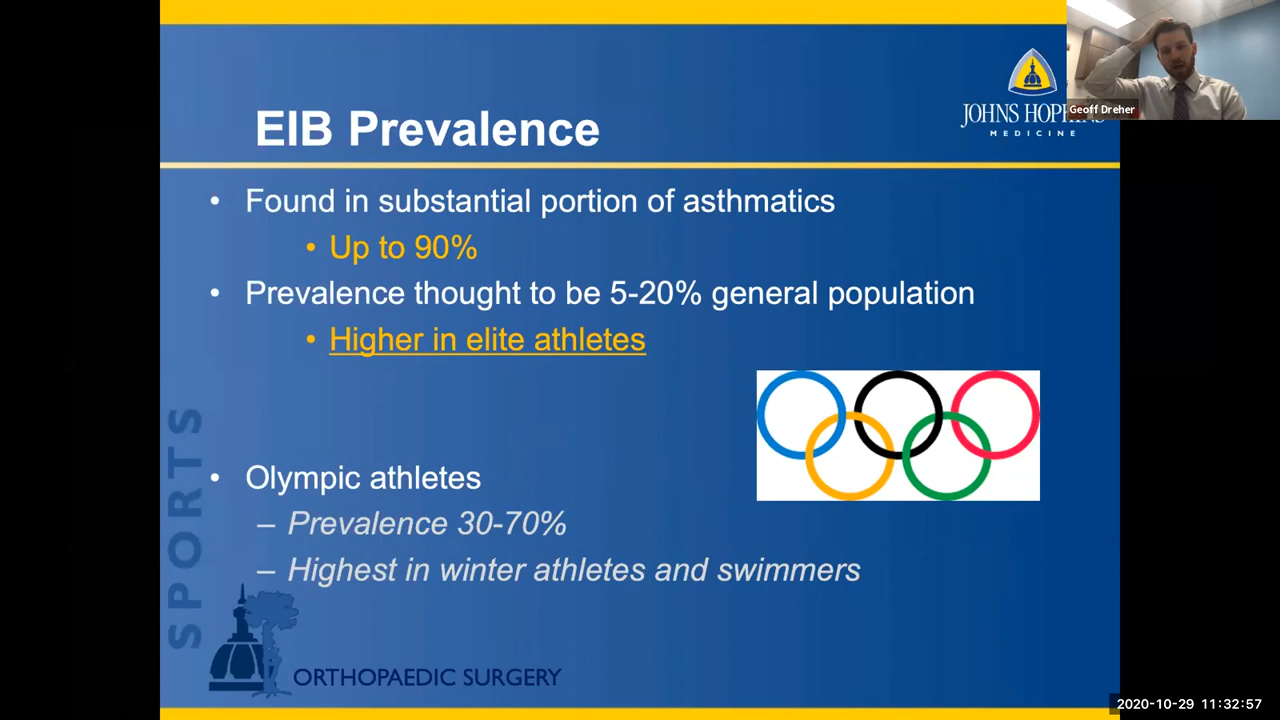 EIB Prevalence
JOHNS HOPKINS
MEDICINE
Geoff Dreher
• Found in substantial portion of asthmatics
• Up to 90%
• Prevalence thought to be 5-20% general population
• Higher in elite athletes
• Olympic athletes
– Prevalence 30-70%
– Highest in winter athletes and swimmers
SPORTS
ORTHOPAEDIC SURGERY
2020-10-29 11:32:57